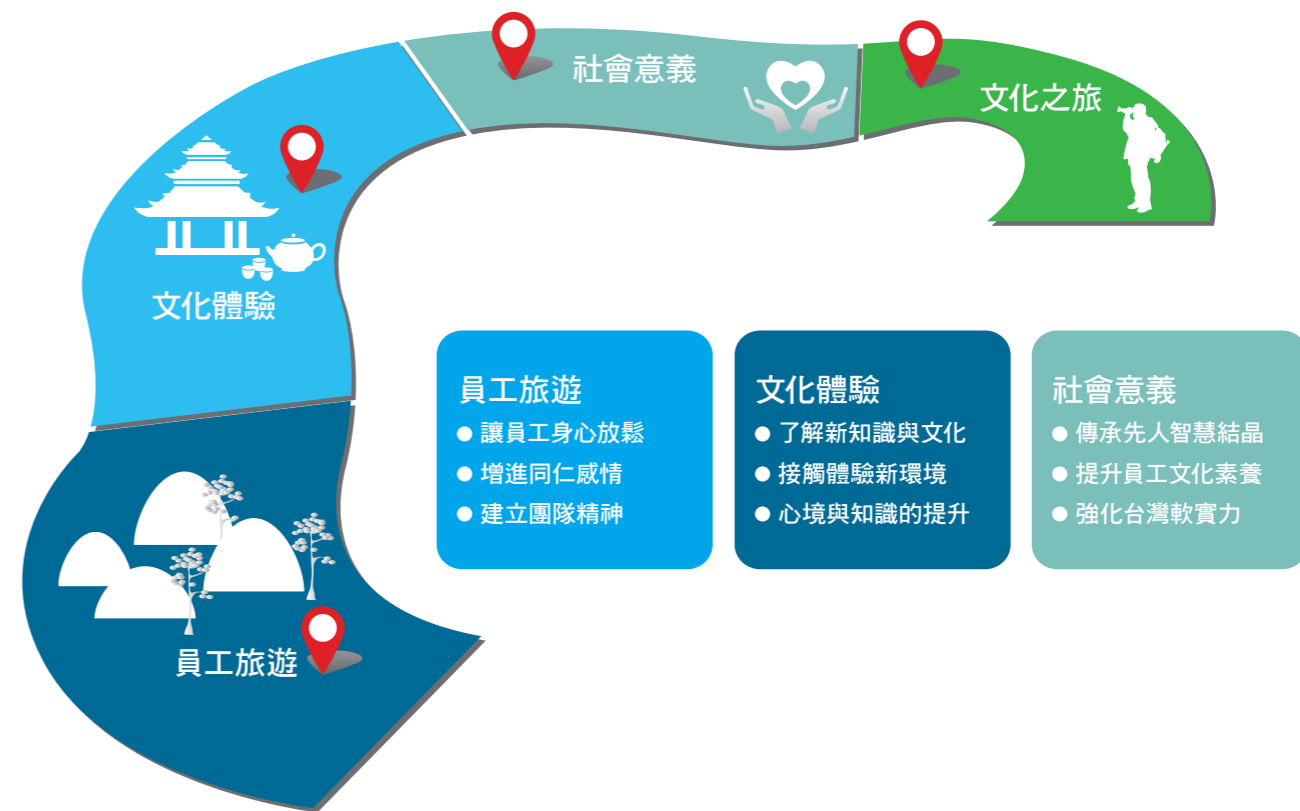 社會意義
文化之旅
文化體驗
員工旅遊
員工旅遊
● 讓員工身心放鬆
● 增進同仁感情
● 建立團隊精神
文化體驗
● 了解新知識與文化
● 接觸體驗新環境
● 心境與知識的提升
社會意義
● 傳承先人智慧結晶
● 提升員工文化素養
● 強化台灣軟實力